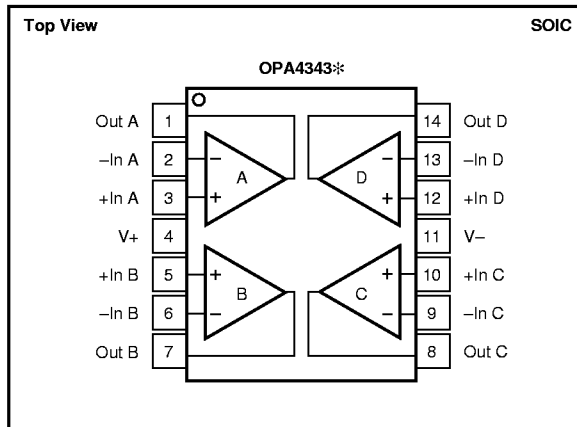 Top View SOIC
OPA4343✻
Out A 1 14 Out D
–In A 2 – – 13 –In D
A D
+In A 3 + + 12 +In D
V+ 4 11 V–
+In B 5 + + 10 +In C
B C
–In B 6 – – 9 –In C
Out B 7 8 Out C